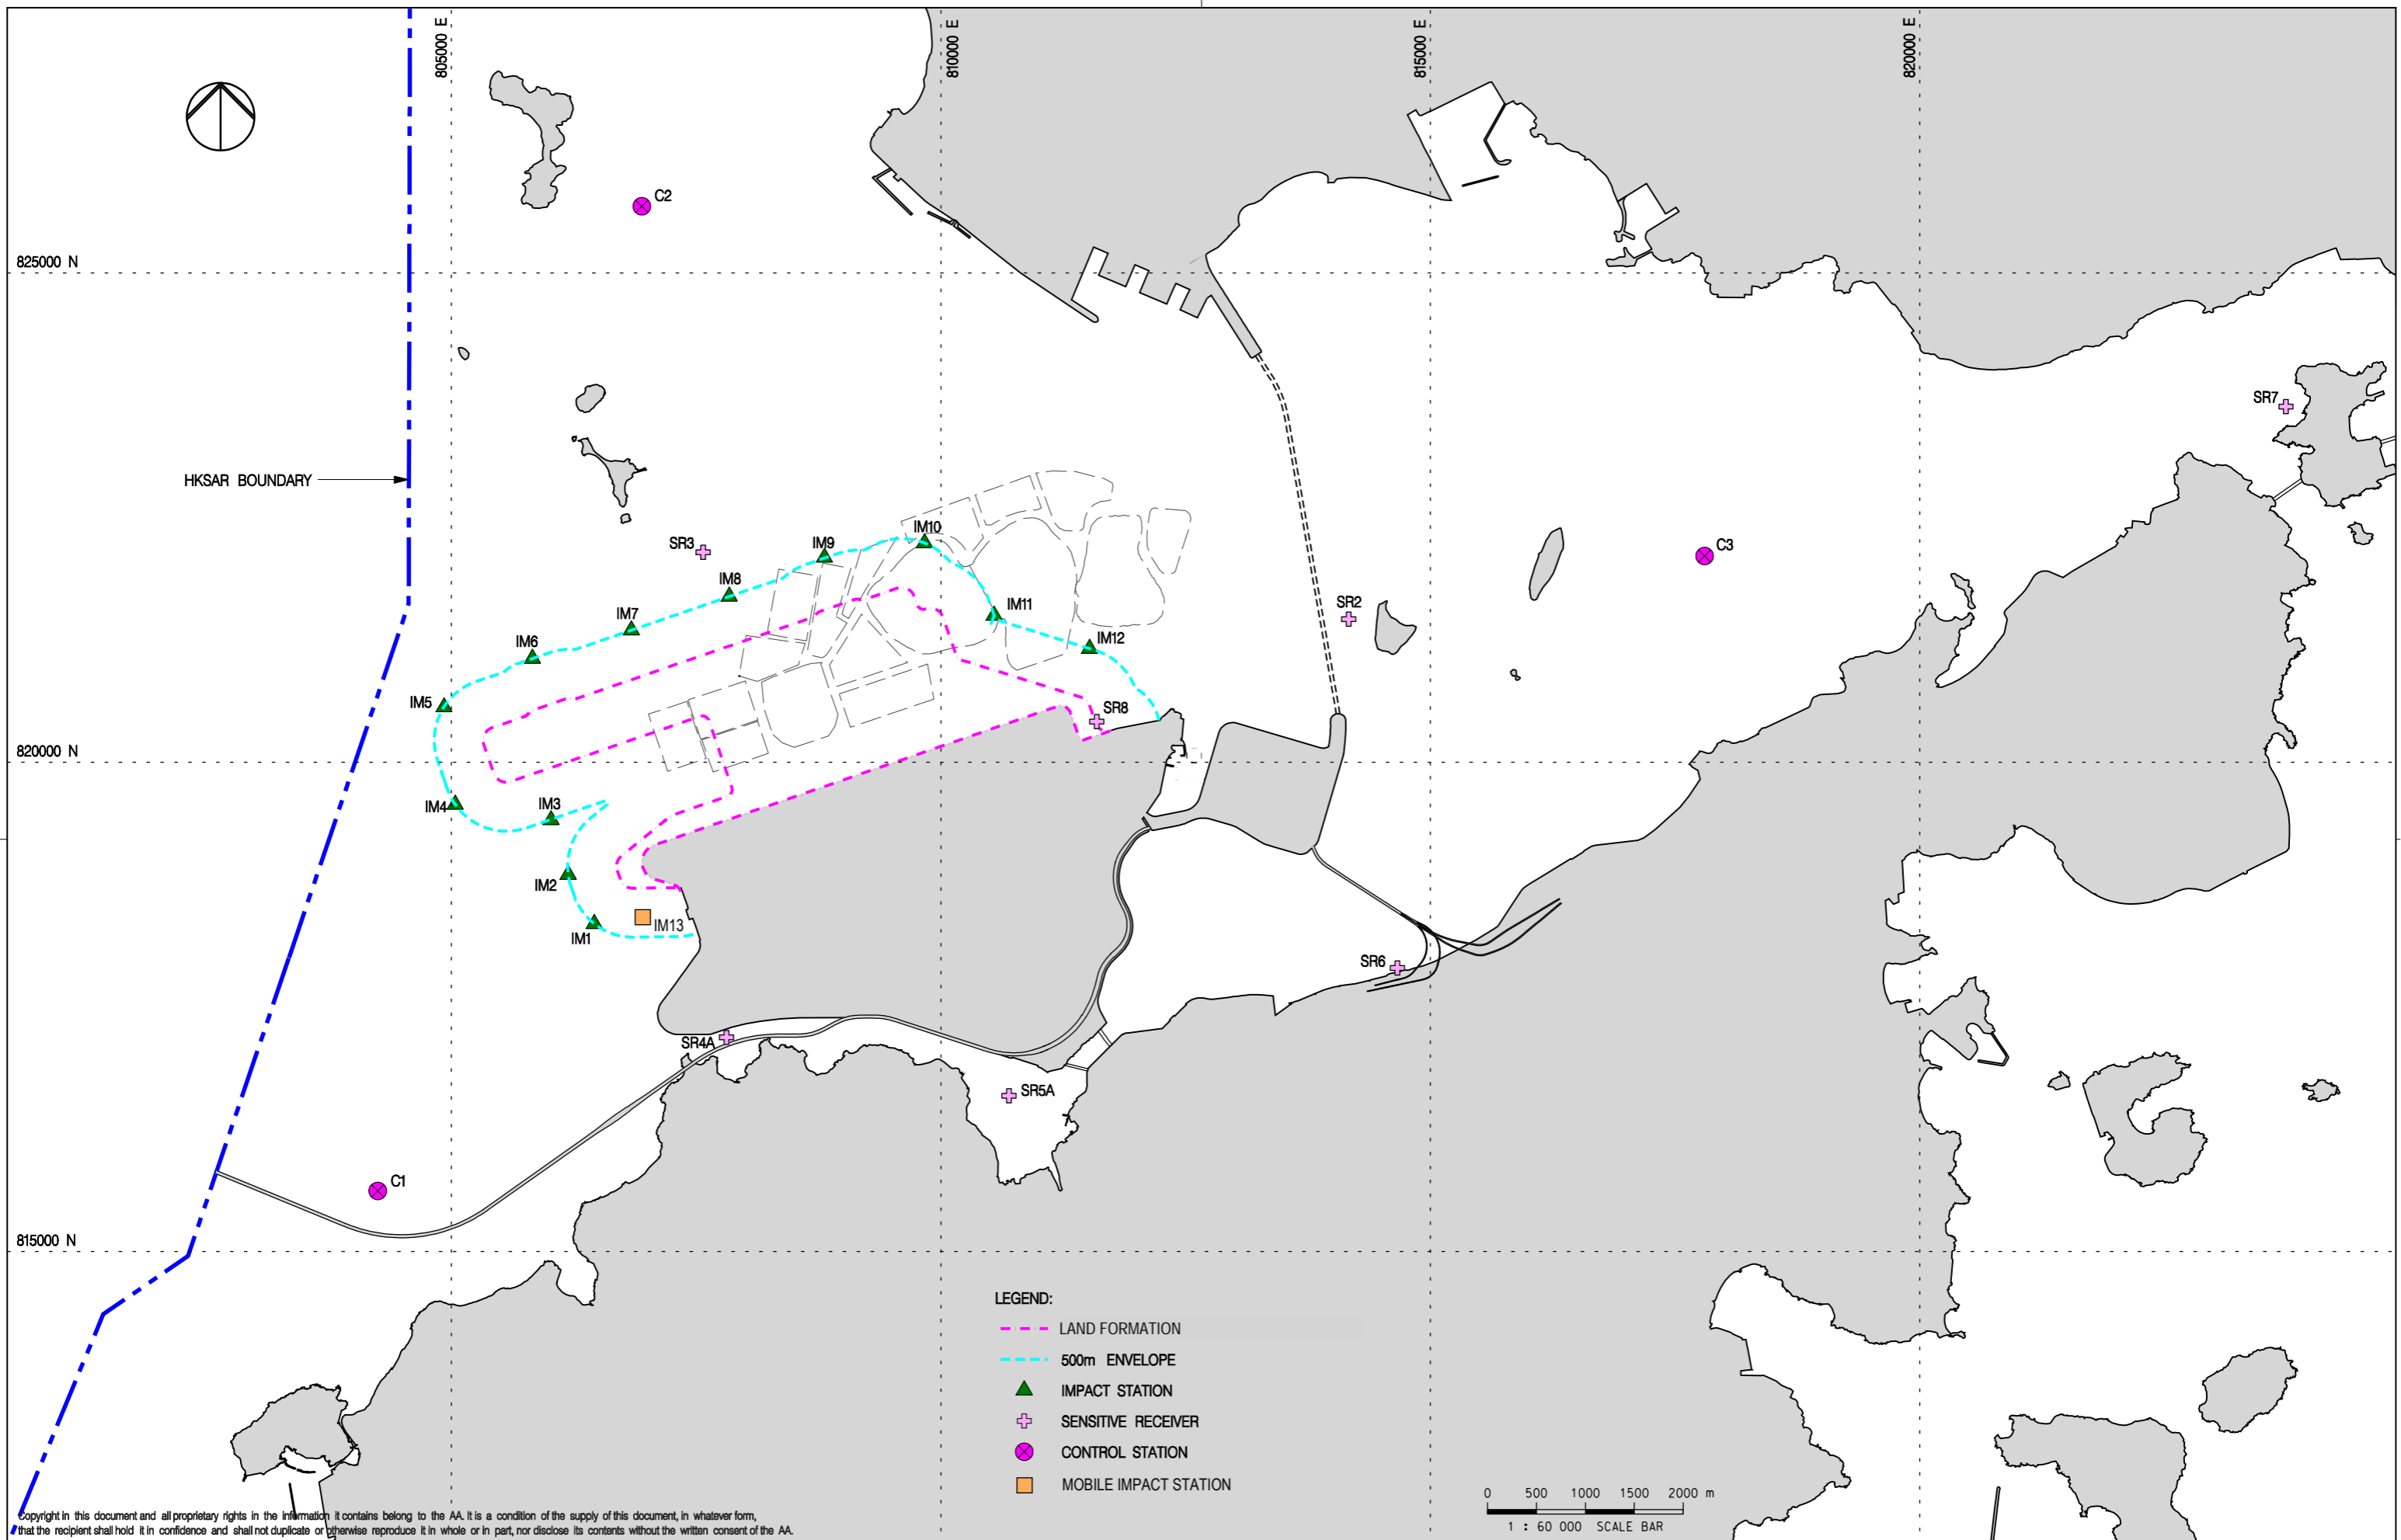 805000 E
810000 E
815000 E
820000 E
C2
825000 N
SR7
HKSAR BOUNDARY
IM10
SR3
IM9
C3
IM8
SR2
IM7
IM11
IM12
IM6
IM5
SR8
820000 N
IM4
IM3
IM2
IM13
IM1
SR6
SR4A
SR5A
C1
815000 N
LEGEND:
LAND FORMATION
500m ENVELOPE
IMPACT STATION
SENSITIVE RECEIVER
CONTROL STATION
MOBILE IMPACT STATION
0 500 1000 1500 2000 m
1 : 60 000 SCALE BAR
Copyright in this document and all proprietary rights in the information it contains belong to the AA. It is a condition of the supply of this document, in whatever form,
that the recipient shall hold it in confidence and shall not duplicate or otherwise reproduce it in whole or in part, nor disclose its contents without the written consent of the AA.